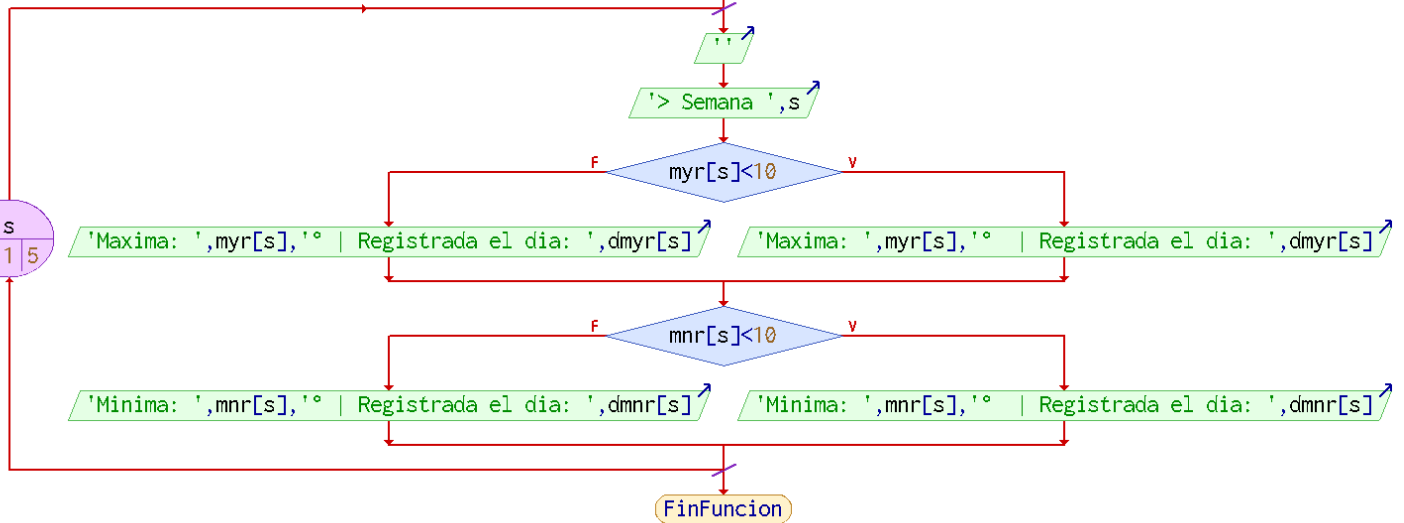 ''
'> Semana ',s
F
myr[s]<10
V
s
1 5
'Maxima: ',myr[s],'° | Registrada el dia: ',dmyr[s]
'Maxima: ',myr[s],'°  | Registrada el dia: ',dmyr[s]
F
mnr[s]<10
V
'Minima: ',mnr[s],'° | Registrada el dia: ',dmnr[s]
'Minima: ',mnr[s],'°  | Registrada el dia: ',dmnr[s]
FinFuncion